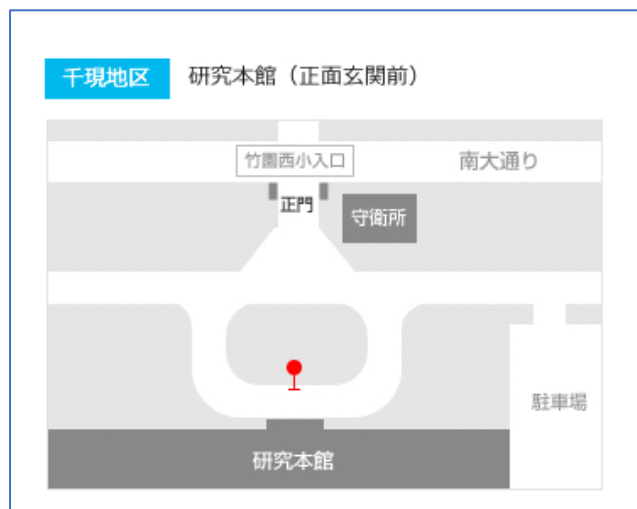 千現地区 研究本館（正面玄関前）
竹園西小入口
南大通り
正門
守衛所
駐車場
研究本館